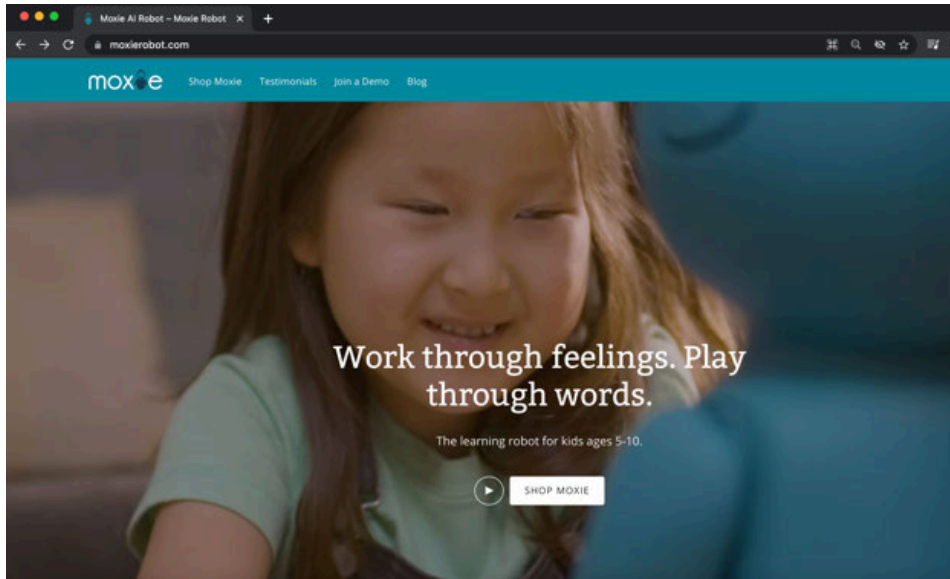 Moxie AI Robot – Moxie Robot
moxierobot.com
moxie
Shop Moxie Testimonials Join a Demo Blog
Work through feelings. Play
through words.
The learning robot for kids ages 5-10.
SHOP MOXIE